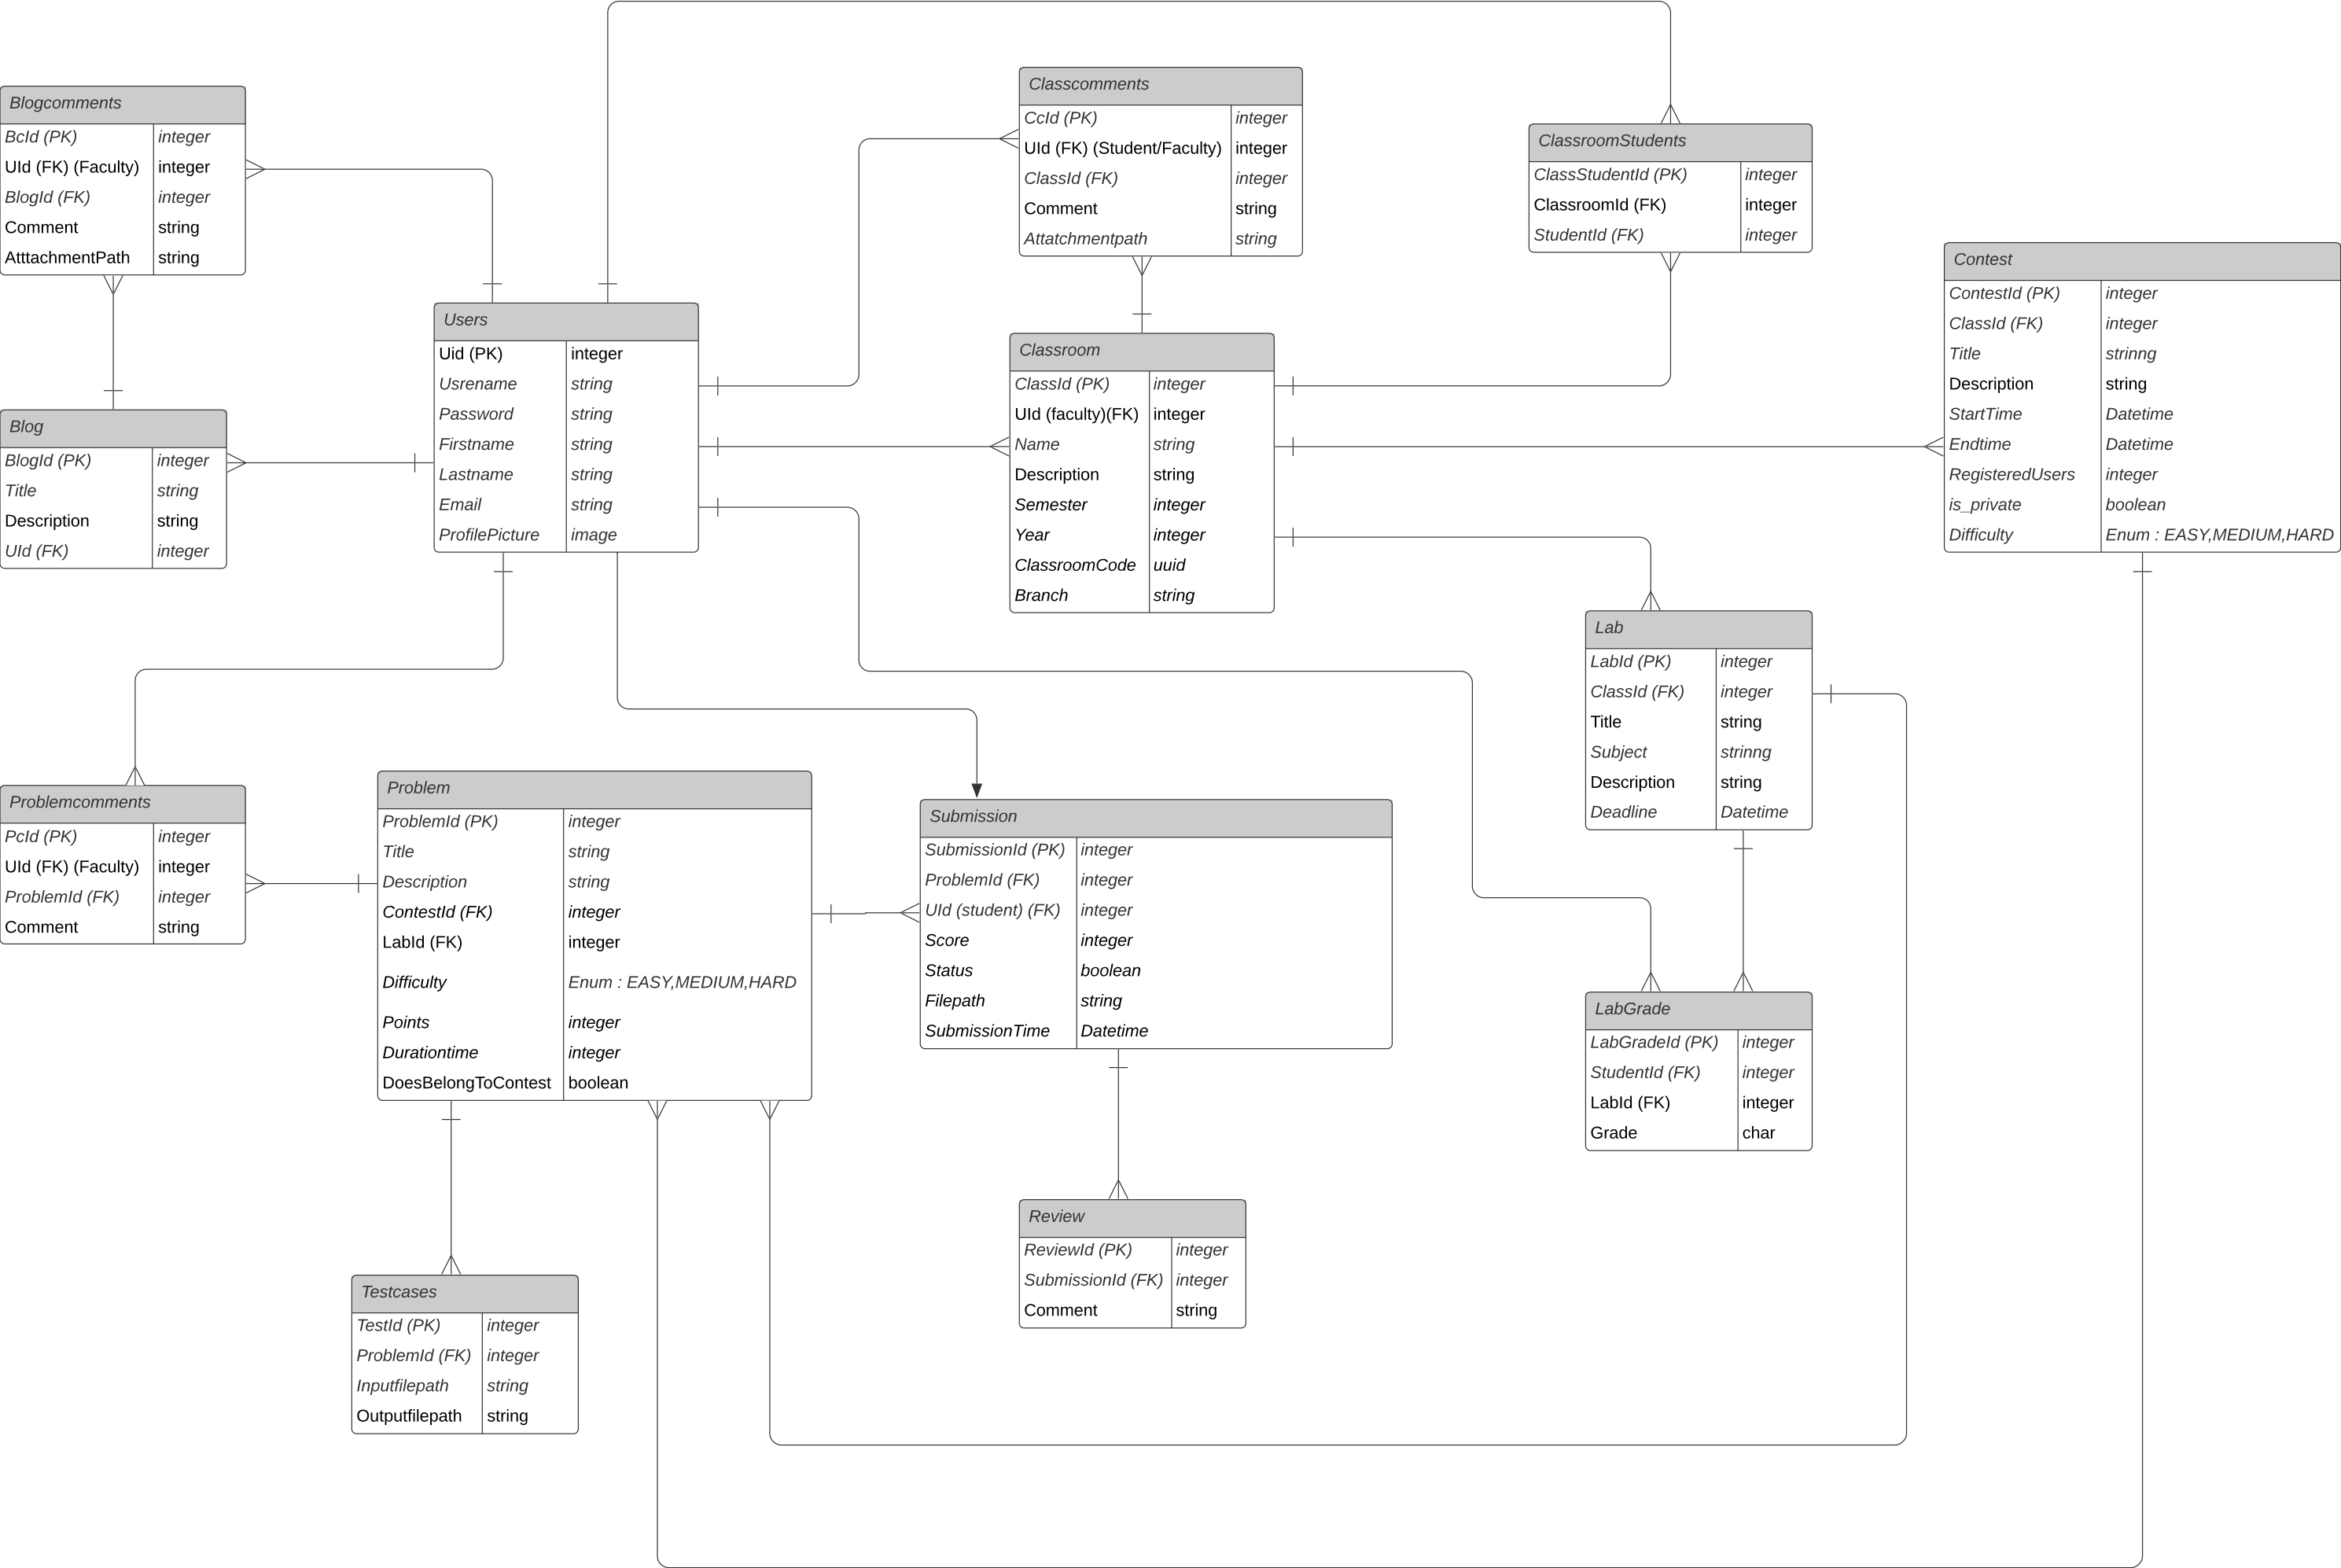 Blogcomments
BcId (PK) integer
UId (FK) (Faculty) integer
BlogId (FK) integer
Comment string
AtttachmentPath string
Classcomments
CcId (PK) integer
UId (FK) (Student/Faculty) integer
ClassId (FK) integer
Comment string
Attatchmentpath string
ClassroomStudents
ClassStudentId (PK) integer
ClassroomId (FK) integer
StudentId (FK) integer
Contest
ContestId (PK) integer
ClassId (FK) integer
Title strinng
Description string
StartTime Datetime
Endtime Datetime
RegisteredUsers integer
is_private boolean
Difficulty Enum : EASY,MEDIUM,HARD
Users
Uid (PK) integer
Usrename string
Password string
Firstname string
Lastname string
Email string
ProfilePicture image
Classroom
ClassId (PK) integer
UId (faculty)(FK) integer
Name string
Description string
Semester integer
Year integer
ClassroomCode uuid
Branch string
Blog
BlogId (PK) integer
Title string
Description string
UId (FK) integer
Lab
LabId (PK) integer
ClassId (FK) integer
Title string
Subject strinng
Description string
Deadline Datetime
Problemcomments
PcId (PK) integer
UId (FK) (Faculty) integer
ProblemId (FK) integer
Comment string
Problem
ProblemId (PK) integer
Title string
Description string
ContestId (FK) integer
LabId (FK) integer
Difficulty Enum : EASY,MEDIUM,HARD
Points integer
Durationtime integer
DoesBelongToContest boolean
Submission
SubmissionId (PK) integer
ProblemId (FK) integer
UId (student) (FK) integer
Score integer
Status boolean
Filepath string
SubmissionTime Datetime
LabGrade
LabGradeId (PK) integer
StudentId (FK) integer
LabId (FK) integer
Grade char
Review
ReviewId (PK) integer
SubmissionId (FK) integer
Comment string
Testcases
TestId (PK) integer
ProblemId (FK) integer
Inputfilepath string
Outputfilepath string